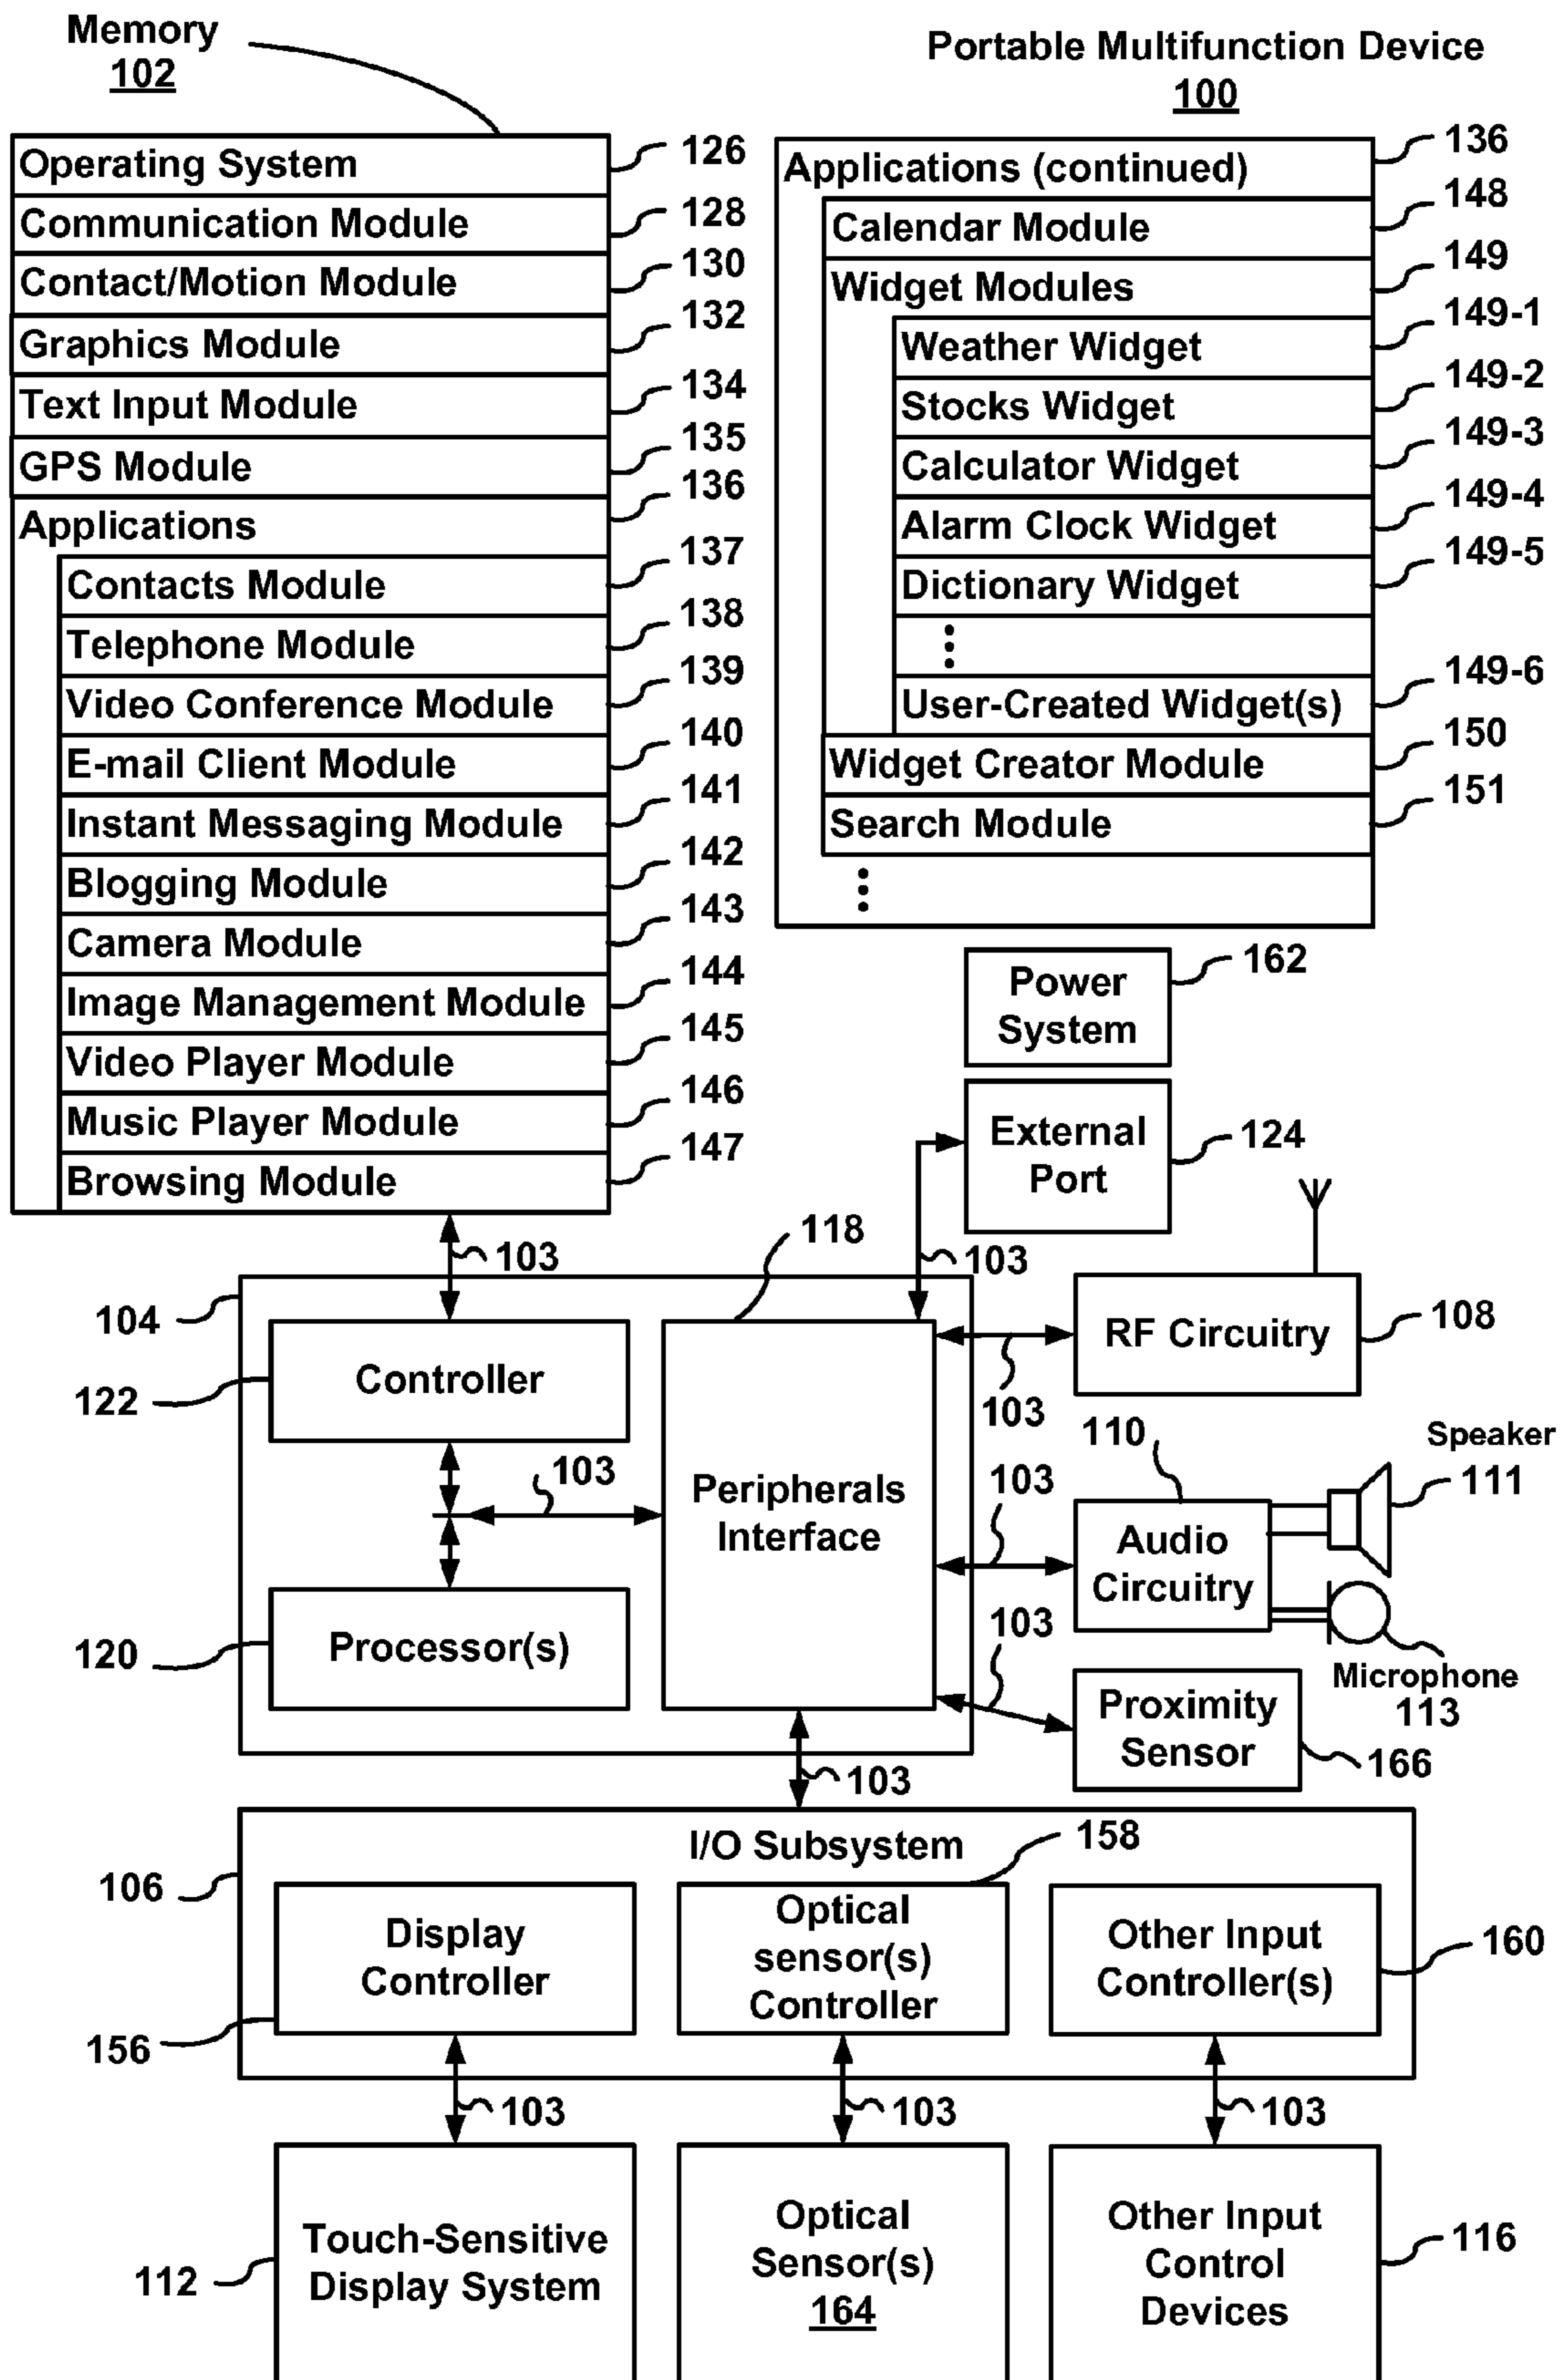 Memory
102
Portable Multifunction Device
100
Operating System
126
Communication Module
128
Contact/Motion Module
130
Graphics Module
132
Text Input Module
134
GPS Module
135
Applications
136
Contacts Module
137
Telephone Module
138
Video Conference Module
139
E-mail Client Module
140
Instant Messaging Module
141
Blogging Module
142
Camera Module
143
Image Management Module
144
Video Player Module
145
Music Player Module
146
Browsing Module
147
Applications (continued)
136
Calendar Module
148
Widget Modules
149
Weather Widget
149-1
Stocks Widget
149-2
Calculator Widget
149-3
Alarm Clock Widget
149-4
Dictionary Widget
149-5
User-Created Widget(s)
149-6
Widget Creator Module
150
Search Module
151
Power
System
162
External
Port
124
103
118
103
104
Controller
122
Peripherals
Interface
RF Circuitry
108
103
103
Processor(s)
120
110
Audio
Circuitry
103
Speaker
111
Microphone
113
103
Proximity
Sensor
166
103
I/O Subsystem
106
158
Display
Controller
156
Optical
sensor(s)
Controller
Other Input
Controller(s)
160
103
103
103
Touch-Sensitive
Display System
112
Optical
Sensor(s)
164
Other Input
Control
Devices
116